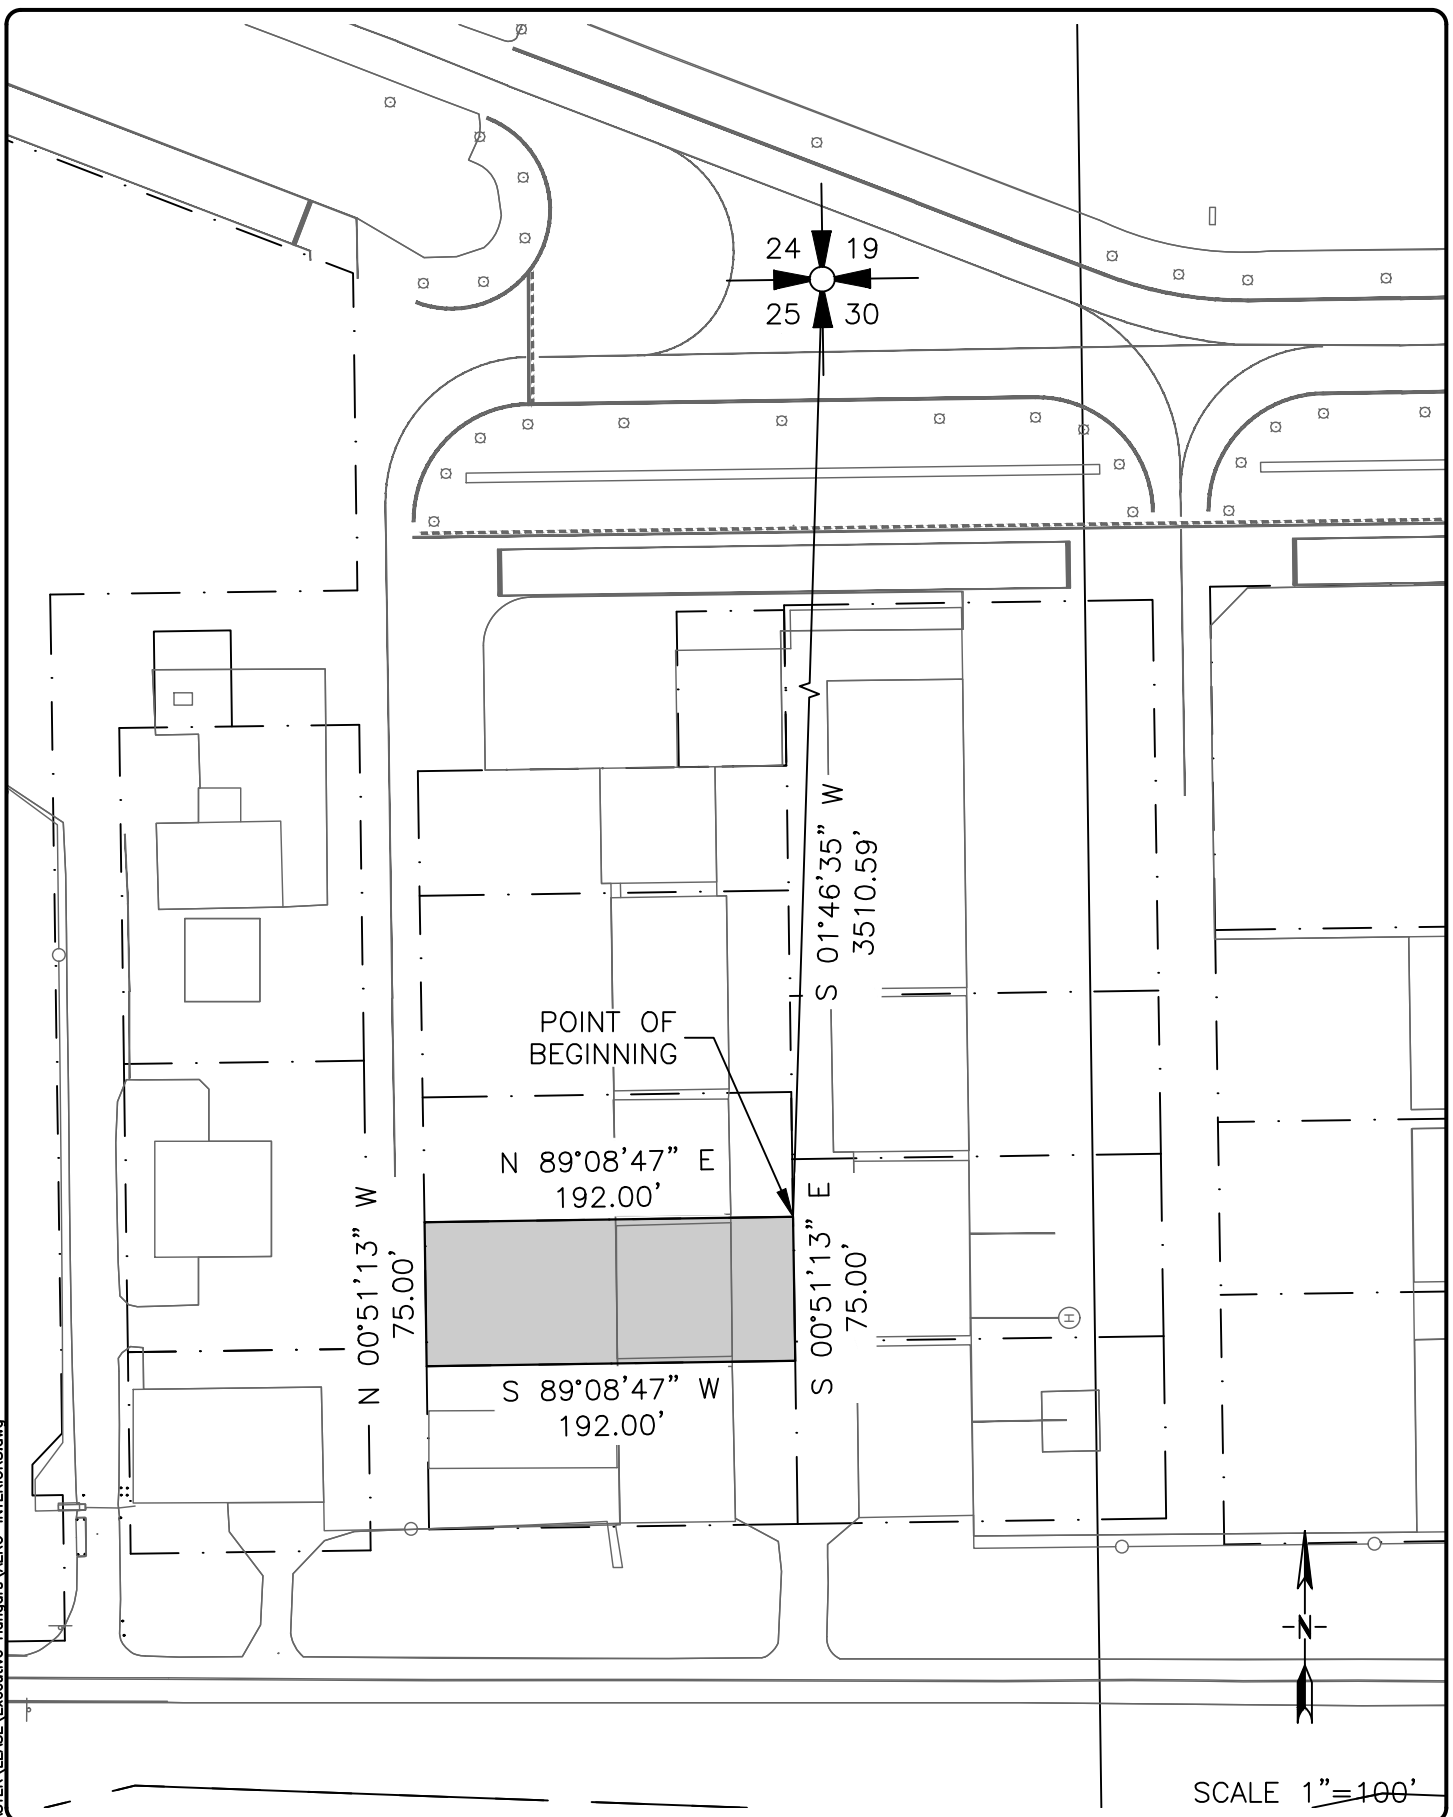 24 19
25 30
S 01°46'35" W
3510.59'
POINT OF
BEGINNING
N 89°08'47" E
192.00'
N 00°51'13" W
75.00'
S 00°51'13" E
75.00'
H
S 89°08'47" W
192.00'
N
SCALE 1"=100'